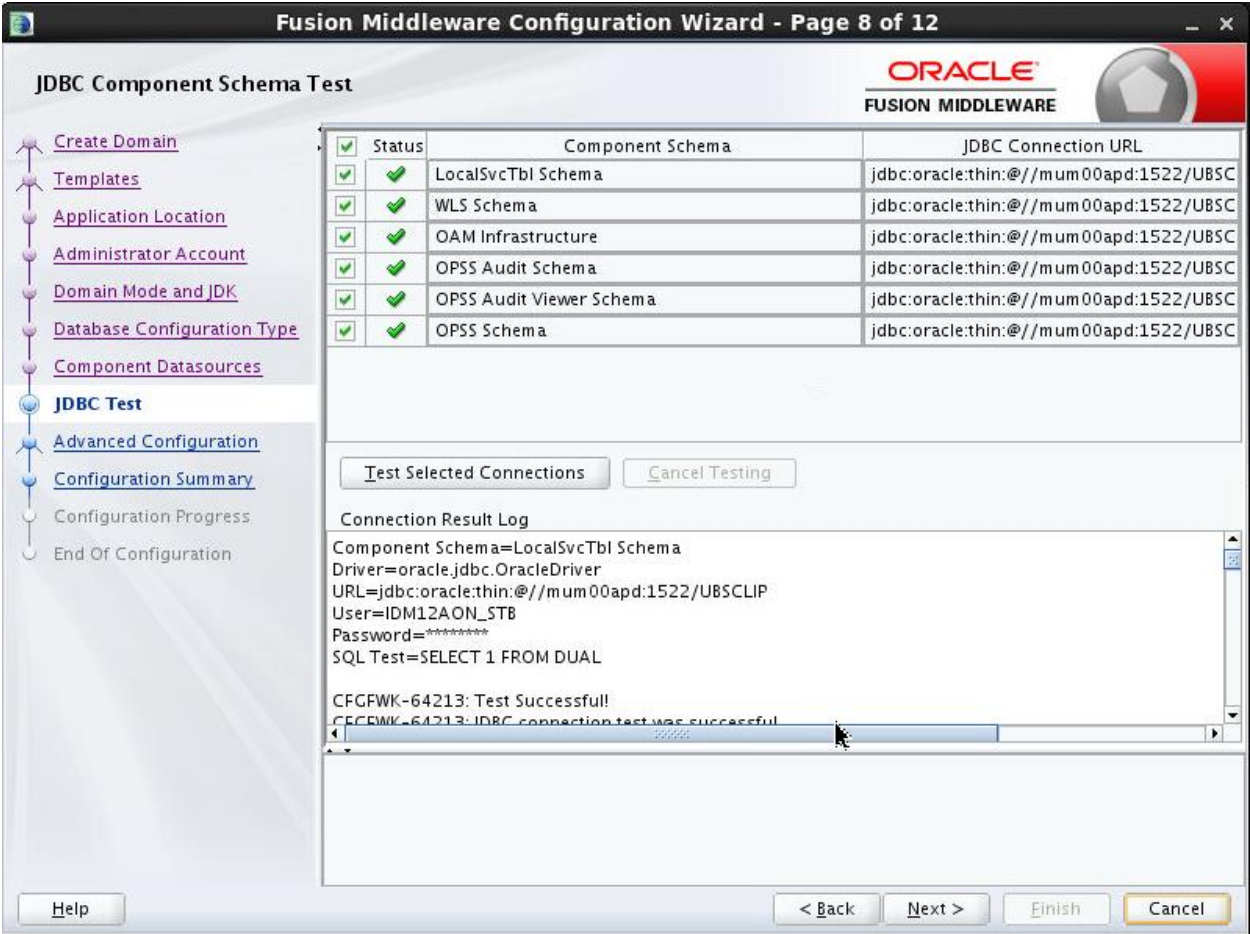 Fusion Middleware Configuration Wizard - Page 8 of 12
JDBC Component Schema Test
ORACLE
FUSION MIDDLEWARE
Create Domain
Templates
Application Location
Administrator Account
Domain Mode and JDK
Database Configuration Type
Component Datasources
JDBC Test
Advanced Configuration
Configuration Summary
Configuration Progress
End Of Configuration
Status Component Schema JDBC Connection URL
LocalSvcTbl Schema jdbc:oracle:thin:@//mum00apd:1522/UBSC
WLS Schema jdbc:oracle:thin:@//mum00apd:1522/UBSC
OAM Infrastructure jdbc:oracle:thin:@//mum00apd:1522/UBSC
OPSS Audit Schema jdbc:oracle:thin:@//mum00apd:1522/UBSC
OPSS Audit Viewer Schema jdbc:oracle:thin:@//mum00apd:1522/UBSC
OPSS Schema jdbc:oracle:thin:@//mum00apd:1522/UBSC
Test Selected Connections Cancel Testing
Connection Result Log
Component Schema=LocalSvcTbl Schema
Driver=oracle.jdbc.OracleDriver
URL=jdbc:oracle:thin:@//mum00apd:1522/UBSCLIP
User=IDM12AON_STB
Password=********
SQL Test=SELECT 1 FROM DUAL
CFGFWK-64213: Test Successful!
CFGFWK-64213: JDBC connection test was successful
Help < Back Next > Finish Cancel